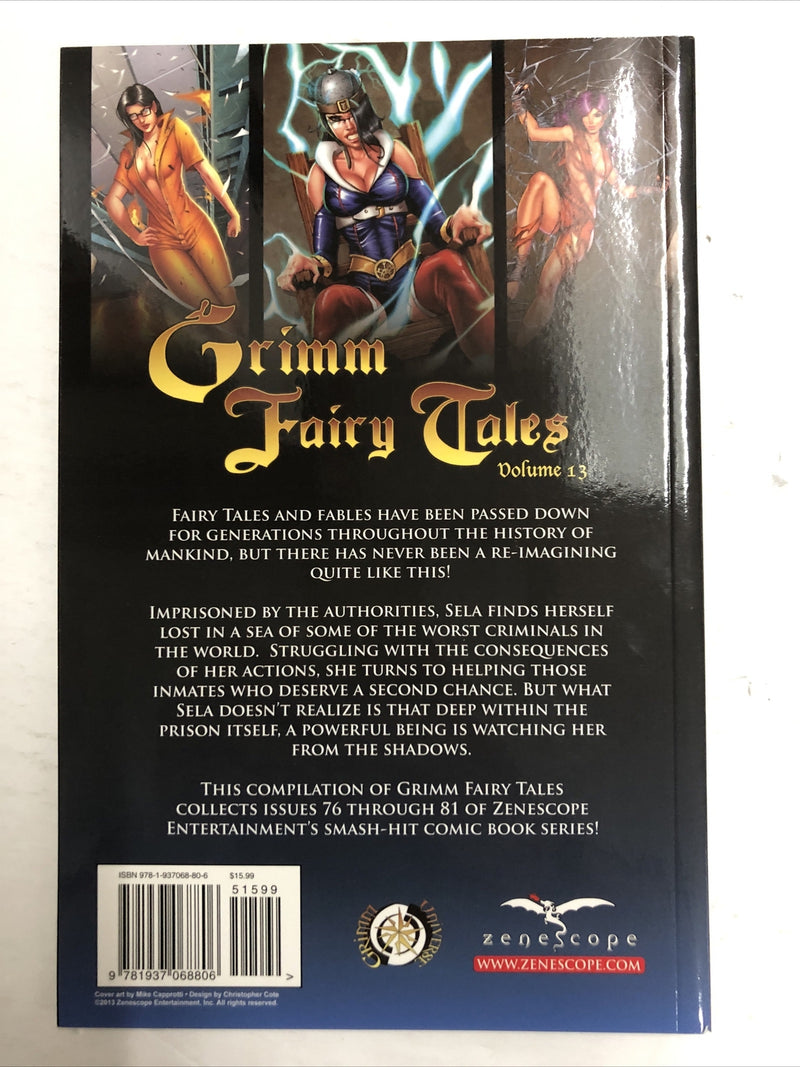 Grimm
Fairy Tales
Volume 13
FAIRY TALES AND FABLES HAVE BEEN PASSED DOWN
FOR GENERATIONS THROUGHOUT THE HISTORY OF
MANKIND, BUT THERE HAS NEVER BEEN A RE-IMAGINING
QUITE LIKE THIS!
IMPRISONED BY THE AUTHORITIES, SELA FINDS HERSELF
LOST IN A SEA OF SOME OF THE WORST CRIMINALS IN
THE WORLD. STRUGGLING WITH THE CONSEQUENCES
OF HER ACTIONS, SHE TURNS TO HELPING THOSE
INMATES WHO DESERVE A SECOND CHANCE. BUT WHAT
SELA DOESN'T REALIZE IS THAT DEEP WITHIN THE
PRISON ITSELF, A POWERFUL BEING IS WATCHING HER
FROM THE SHADOWS.
THIS COMPILATION OF GRIMM FAIRY TALES
COLLECTS ISSUES 76 THROUGH 81 OF ZENESCOPE
ENTERTAINMENT'S SMASH-HIT COMIC BOOK SERIES!
ISBN 978-1-937068-80-6 $15.99
51599
9 781937 068806 >
Cover art by Mike Capprotti • Design by Christopher Cote
©2013 Zenescope Entertainment, Inc. All rights reserved.
GRIMM UNIVERSE
zenescope
WWW.ZENESCOPE.COM